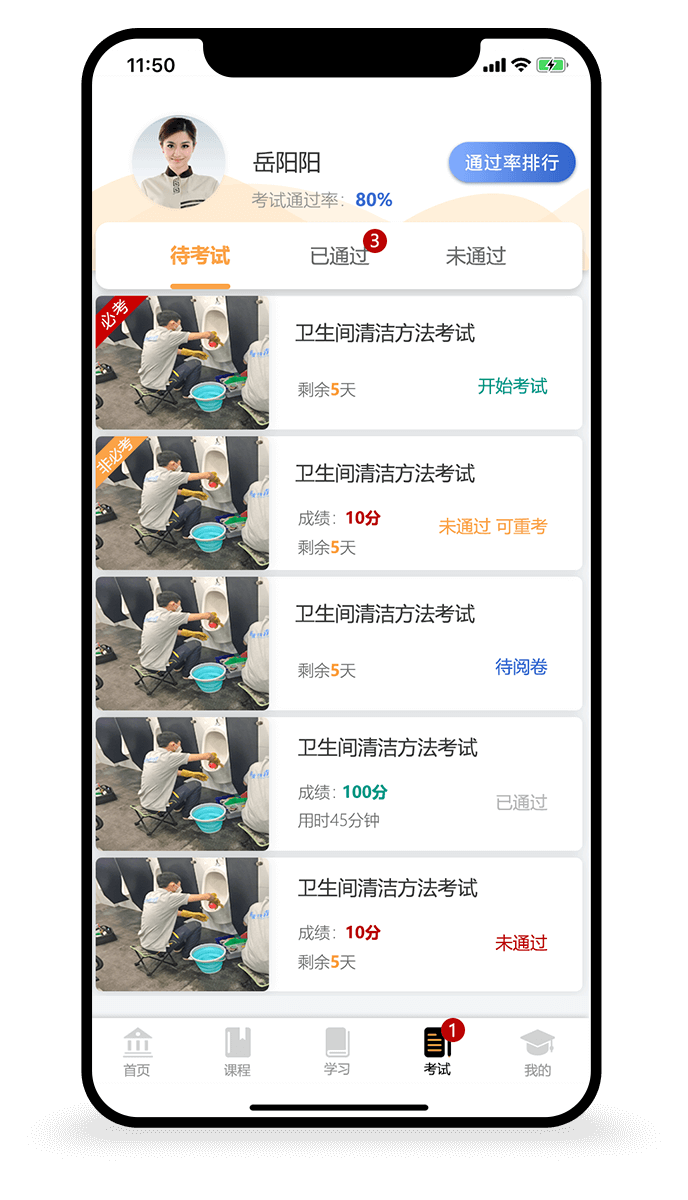 11:50
岳阳阳
考试通过率：80%
通过率排行
待考试
已通过
3
未通过
必考
卫生间清洁方法考试
剩余5天
开始考试
非必考
卫生间清洁方法考试
成绩：10分
未通过 可重考
剩余5天
卫生间清洁方法考试
剩余5天
待阅卷
卫生间清洁方法考试
成绩：100分
已通过
用时45分钟
卫生间清洁方法考试
成绩：10分
未通过
剩余5天
1
首页
课程
学习
考试
我的